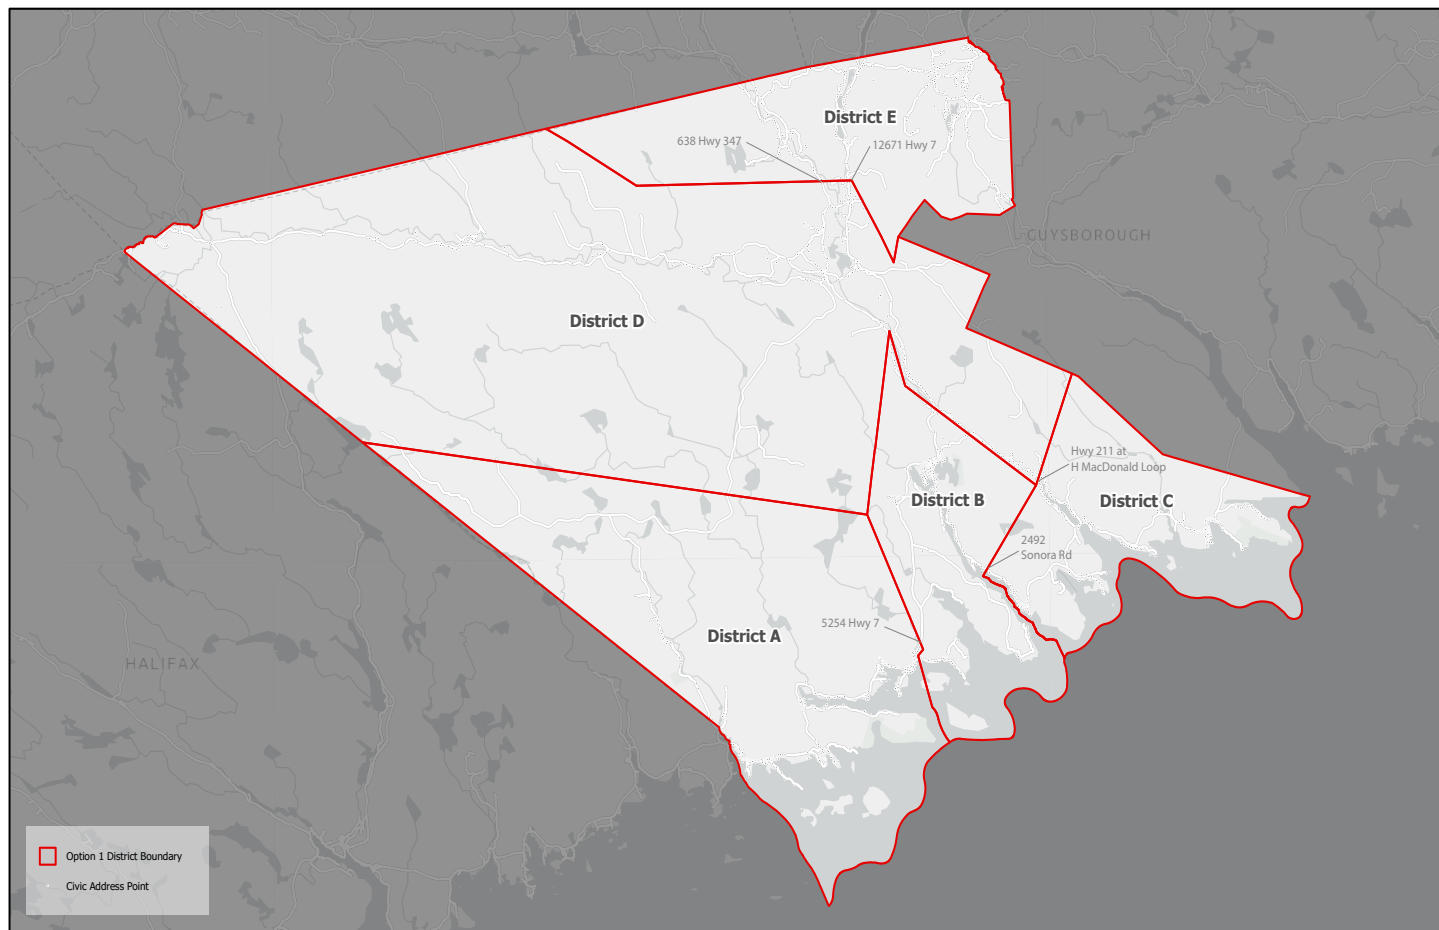 District E
638 Hwy 347
12671 Hwy 7
GUYSBOROUGH
District D
Hwy 211 at
H MacDonald Loop
District B
District C
2492
Sonora Rd
5254 Hwy 7
District A
HALIFAX
Option 1 District Boundary
Civic Address Point